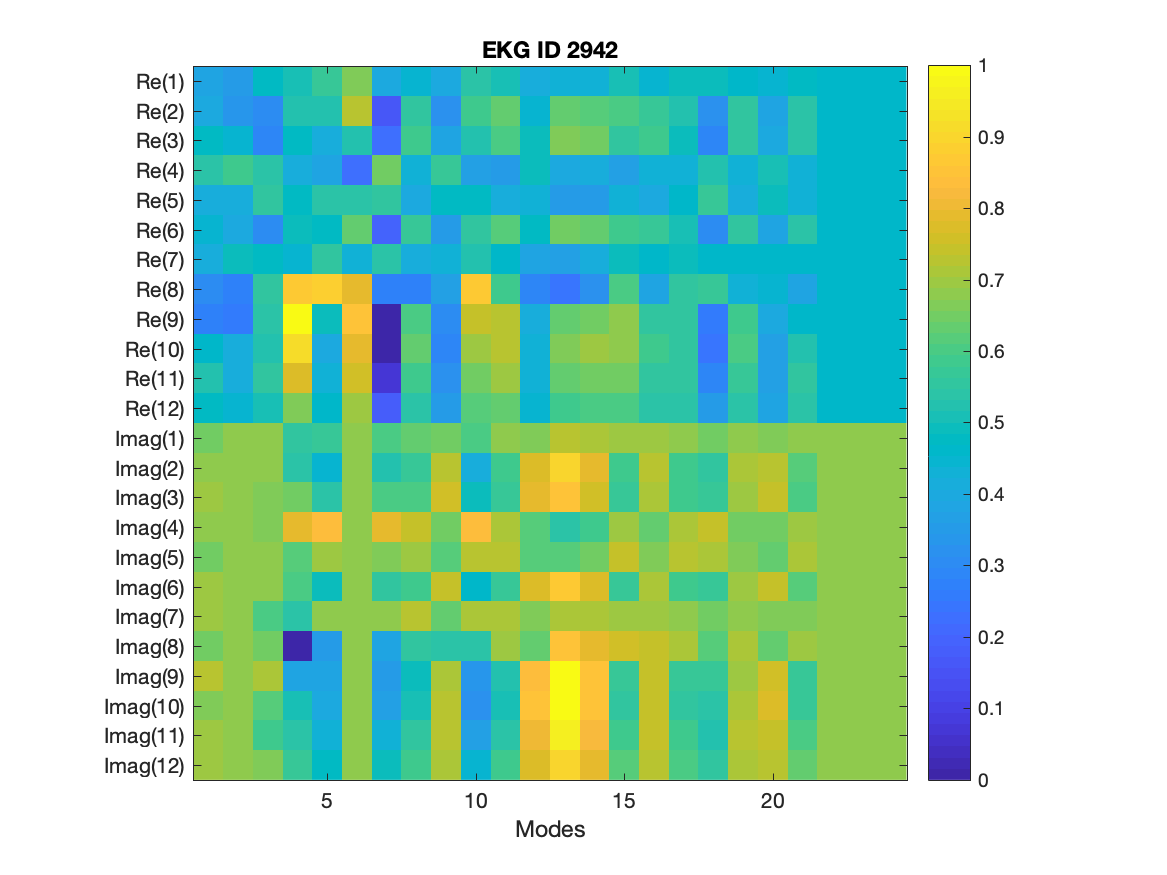 EKG ID 2942
Re(1)
Re(2)
Re(3)
Re(4)
Re(5)
Re(6)
Re(7)
Re(8)
Re(9)
Re(10)
Re(11)
Re(12)
Imag(1)
Imag(2)
Imag(3)
Imag(4)
Imag(5)
Imag(6)
Imag(7)
Imag(8)
Imag(9)
Imag(10)
Imag(11)
Imag(12)
5 10 15 20
Modes
1
0.9
0.8
0.7
0.6
0.5
0.4
0.3
0.2
0.1
0